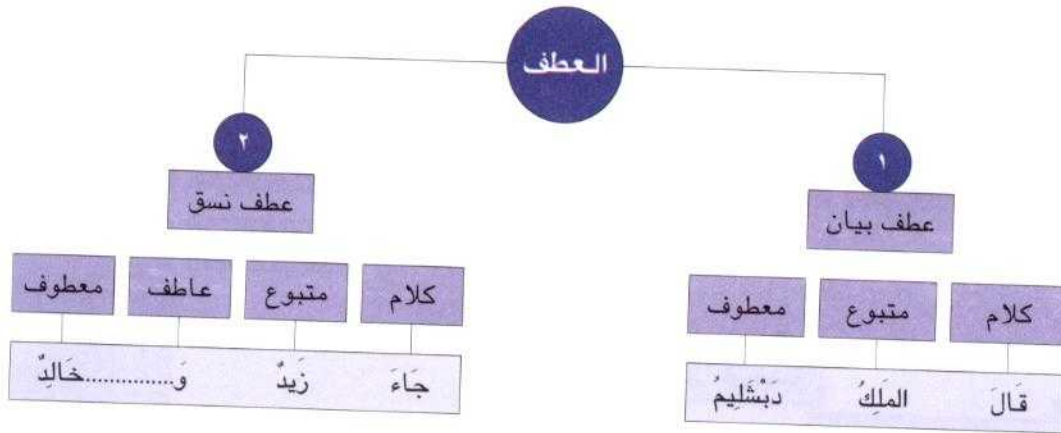 العطف
١
عطف بيان
كلام متبوع معطوف
قَالَ المَلِكُ دَبْشَلِيمُ
٢
عطف نسق
كلام متبوع عاطف معطوف
جَاءَ زَيدٌ وَ...............خَالِدٌ